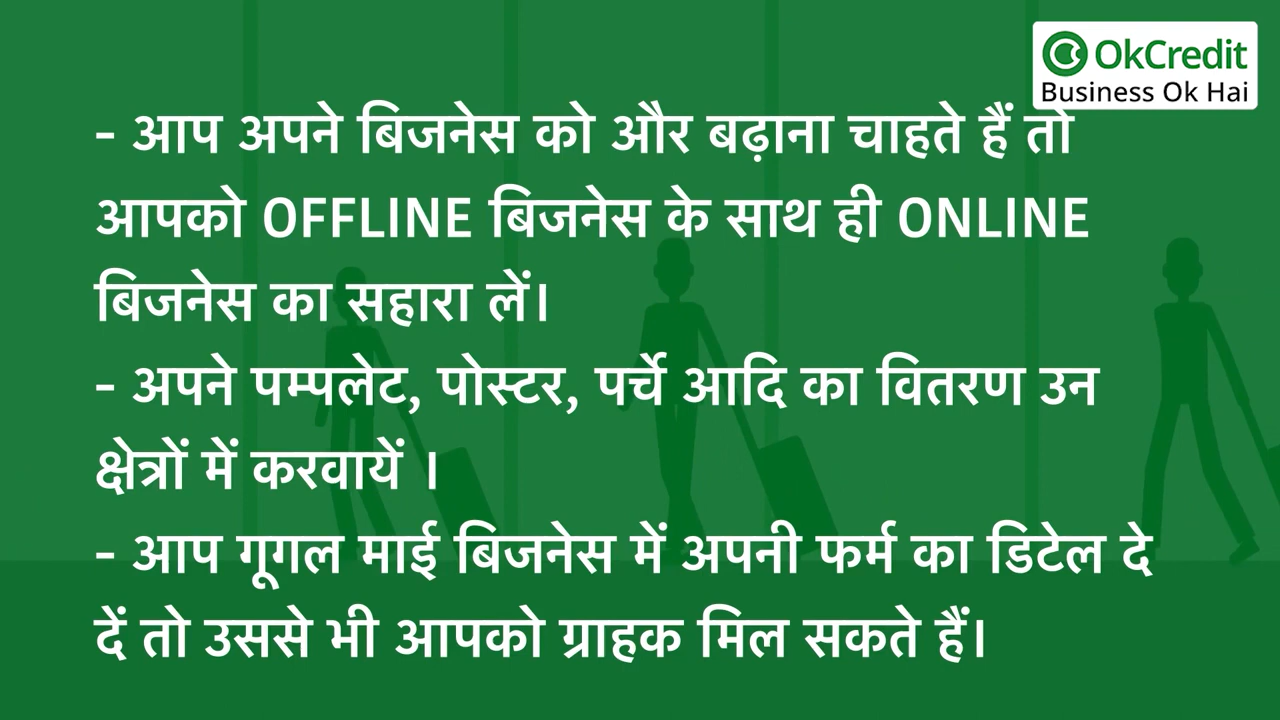 OkCredit
Business Ok Hai
- आप अपने बिजनेस को और बढ़ाना चाहते हैं तो
आपको OFFLINE बिजनेस के साथ ही ONLINE
बिजनेस का सहारा लें।
- अपने पम्पलेट, पोस्टर, पर्चे आदि का वितरण उन
क्षेत्रों में करवायें ।
- आप गूगल माई बिजनेस में अपनी फर्म का डिटेल दे
दें तो उससे भी आपको ग्राहक मिल सकते हैं।